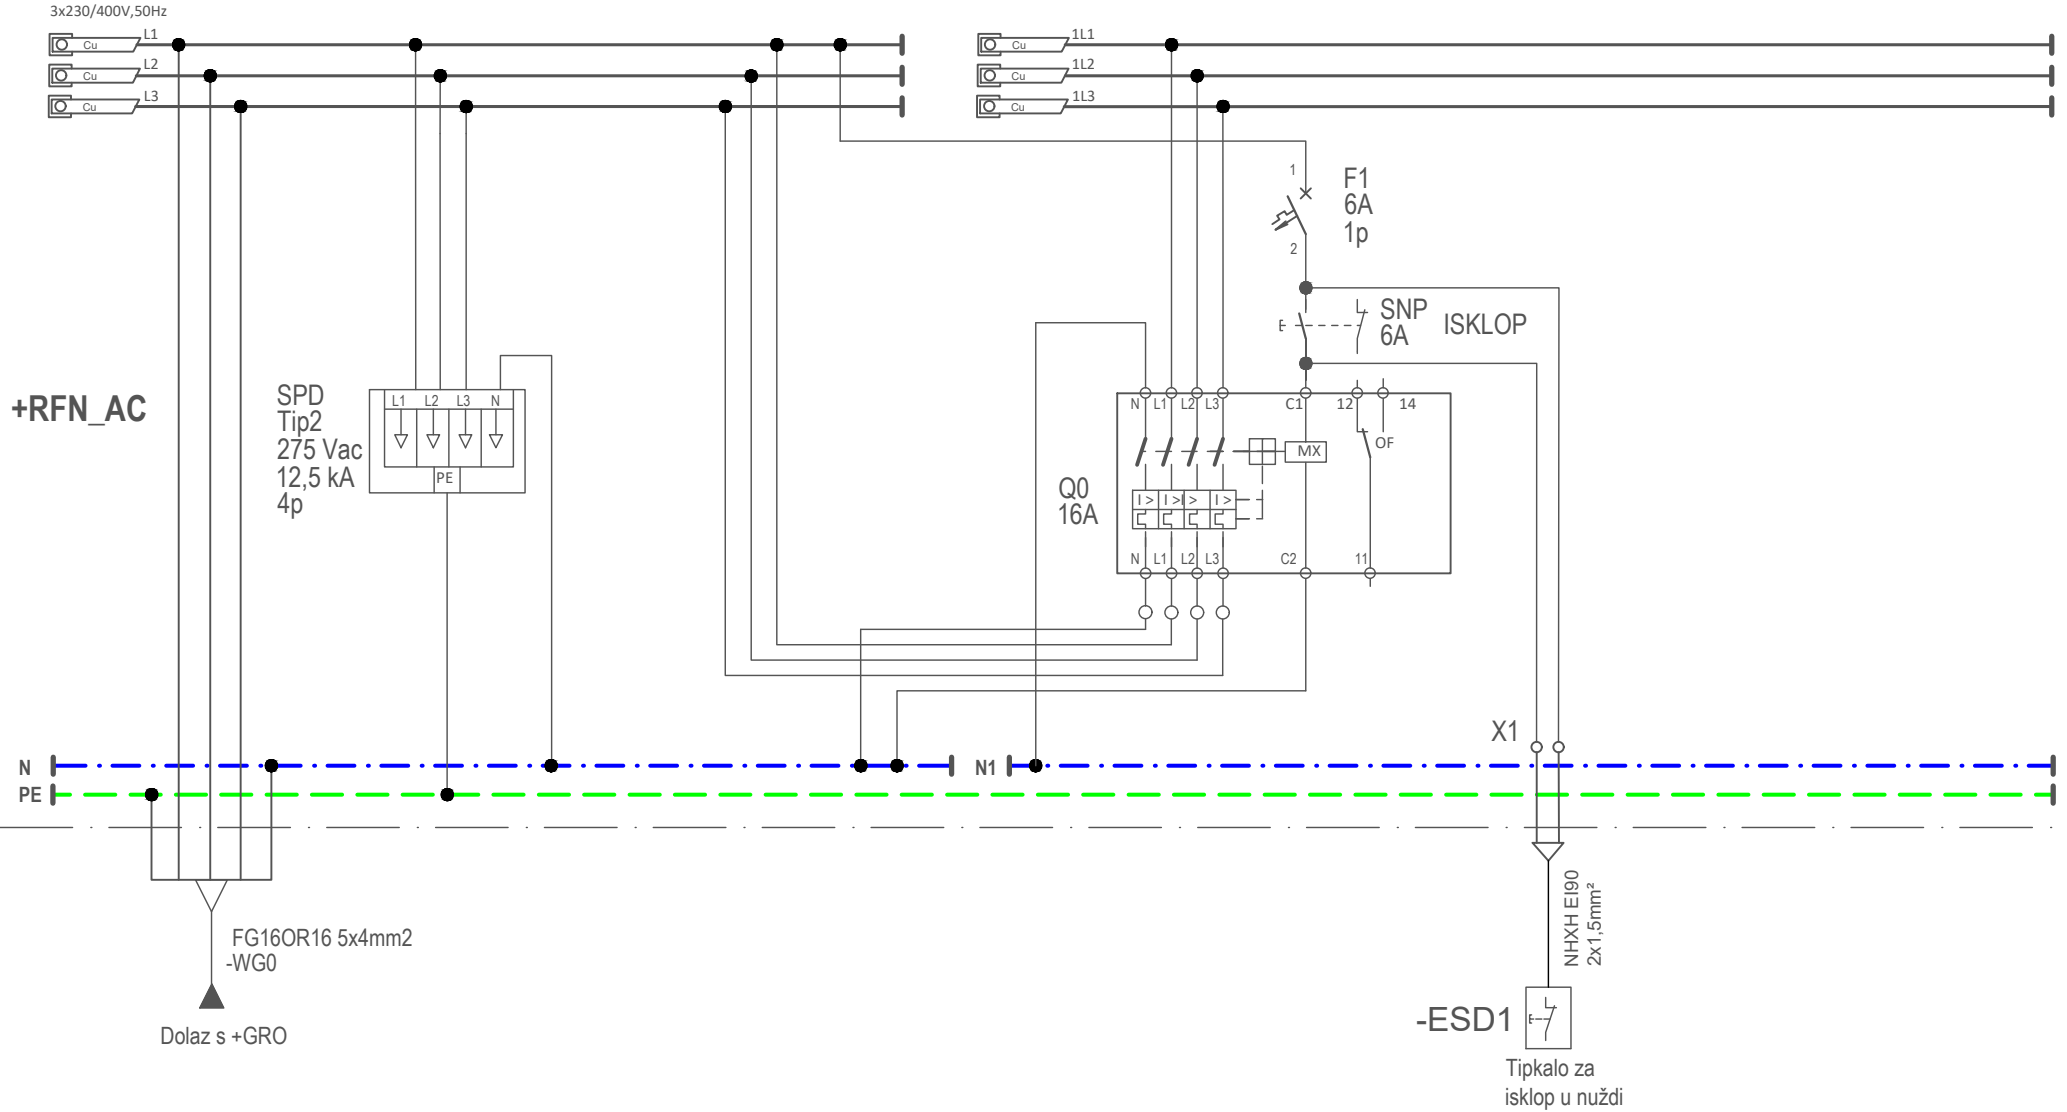 3x230/400V,50Hz
Cu L1
Cu L2
Cu L3
Cu 1L1
Cu 1L2
Cu 1L3
1
F1
6A
1p
2
SNP
6A
ISKLOP
+RFN_AC
SPD
Tip2
275 Vac
12,5 kA
4p
L1 L2 L3 N
PE
N L1 L2 L3 C1 12 14
OF
MX
Q0
16A
I > I > I > I >
N L1 L2 L3 C2 11
X1
N
N1
PE
FG16OR16 5x4mm2
-WG0
Dolaz s +GRO
NHXH EI90
2x1,5mm²
-ESD1
Tipkalo za
isklop u nuždi